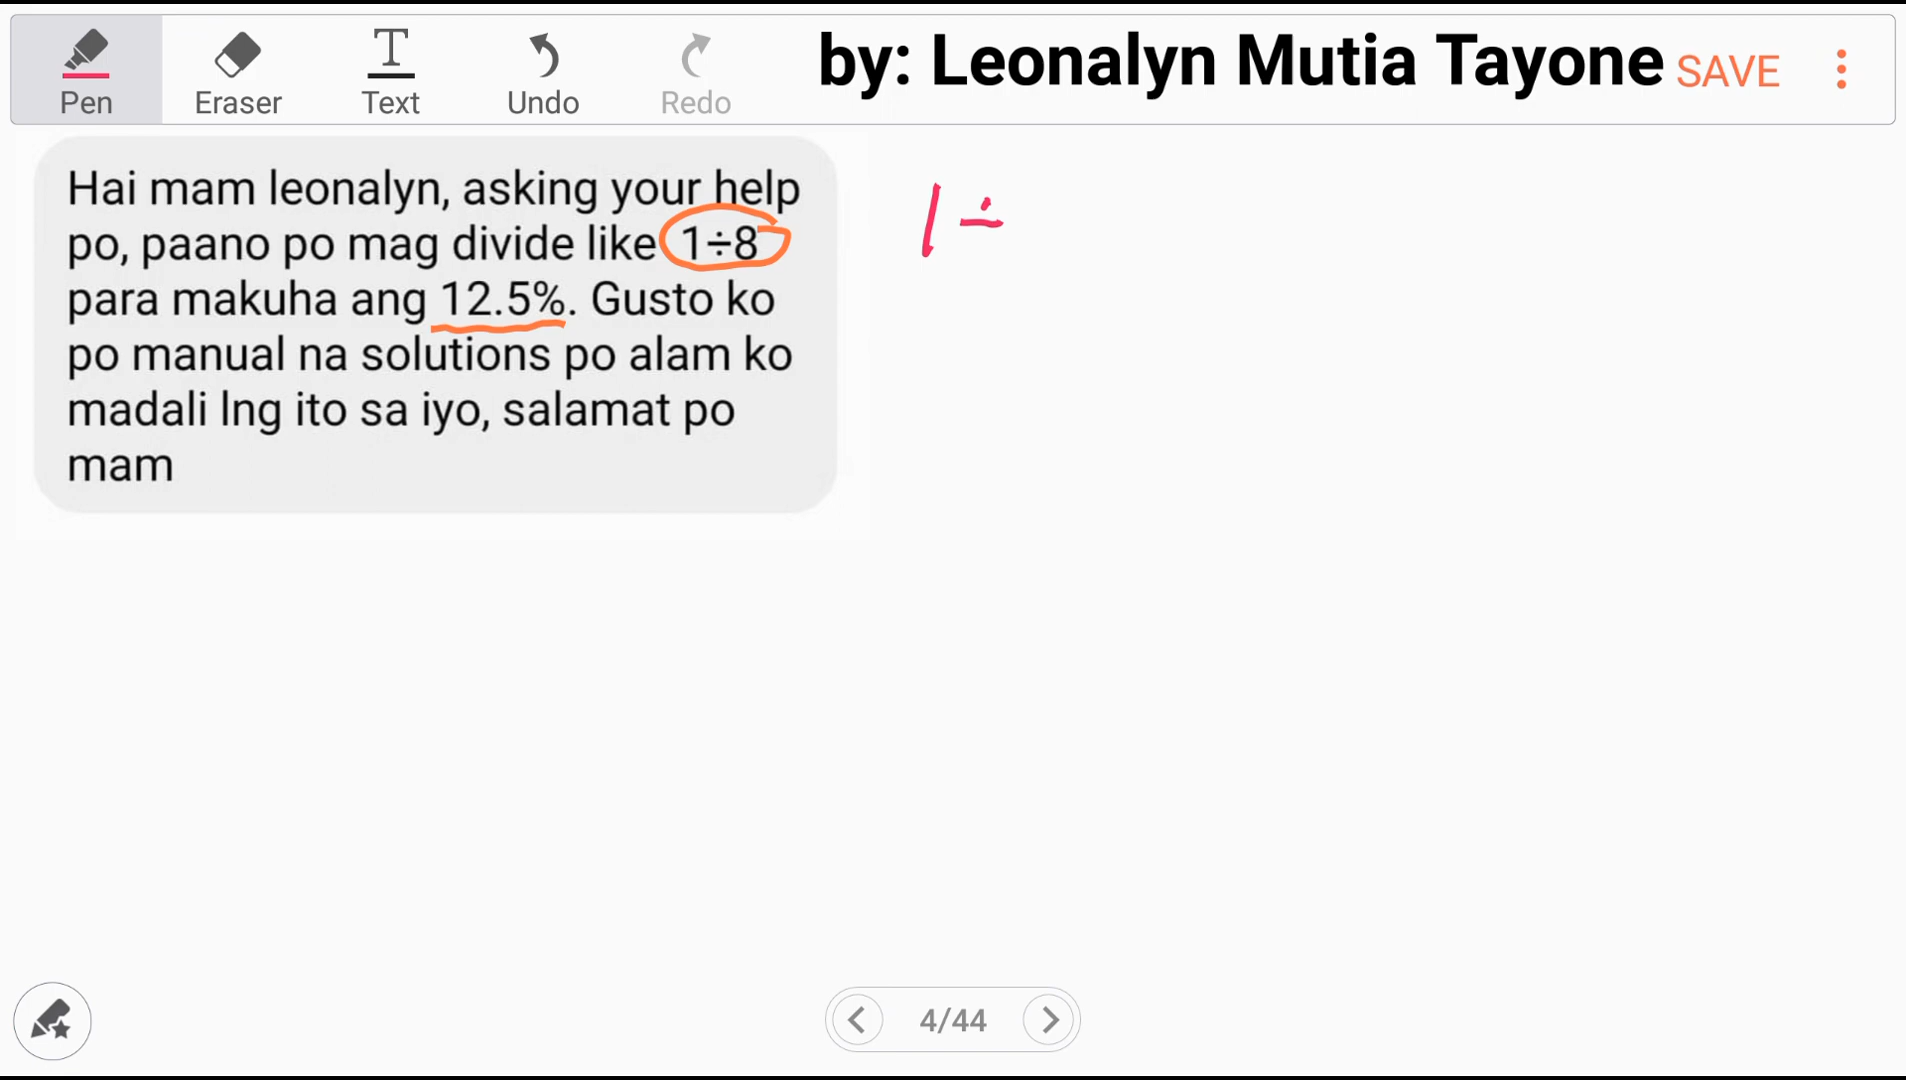 Pen
Eraser
Text
Undo
Redo
by: Leonalyn Mutia Tayone
SAVE
Hai mam leonalyn, asking your help
po, paano po mag divide like 1÷8
para makuha ang 12.5%. Gusto ko
po manual na solutions po alam ko
madali lng ito sa iyo, salamat po
mam
1 ÷
4/44